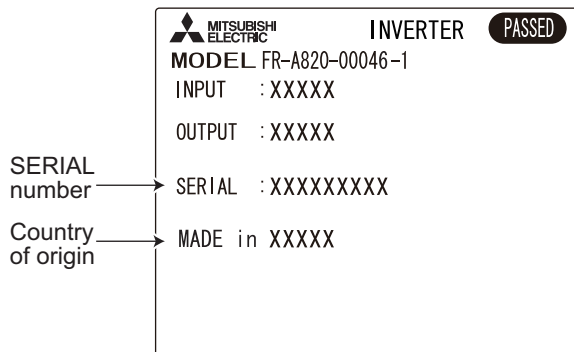 MITSUBISHI ELECTRIC INVERTER PASSED
MODEL FR-A820-00046-1
INPUT :XXXXX
OUTPUT :XXXXX
SERIAL number
SERIAL :XXXXXXXXX
Country of origin
MADE in XXXXX